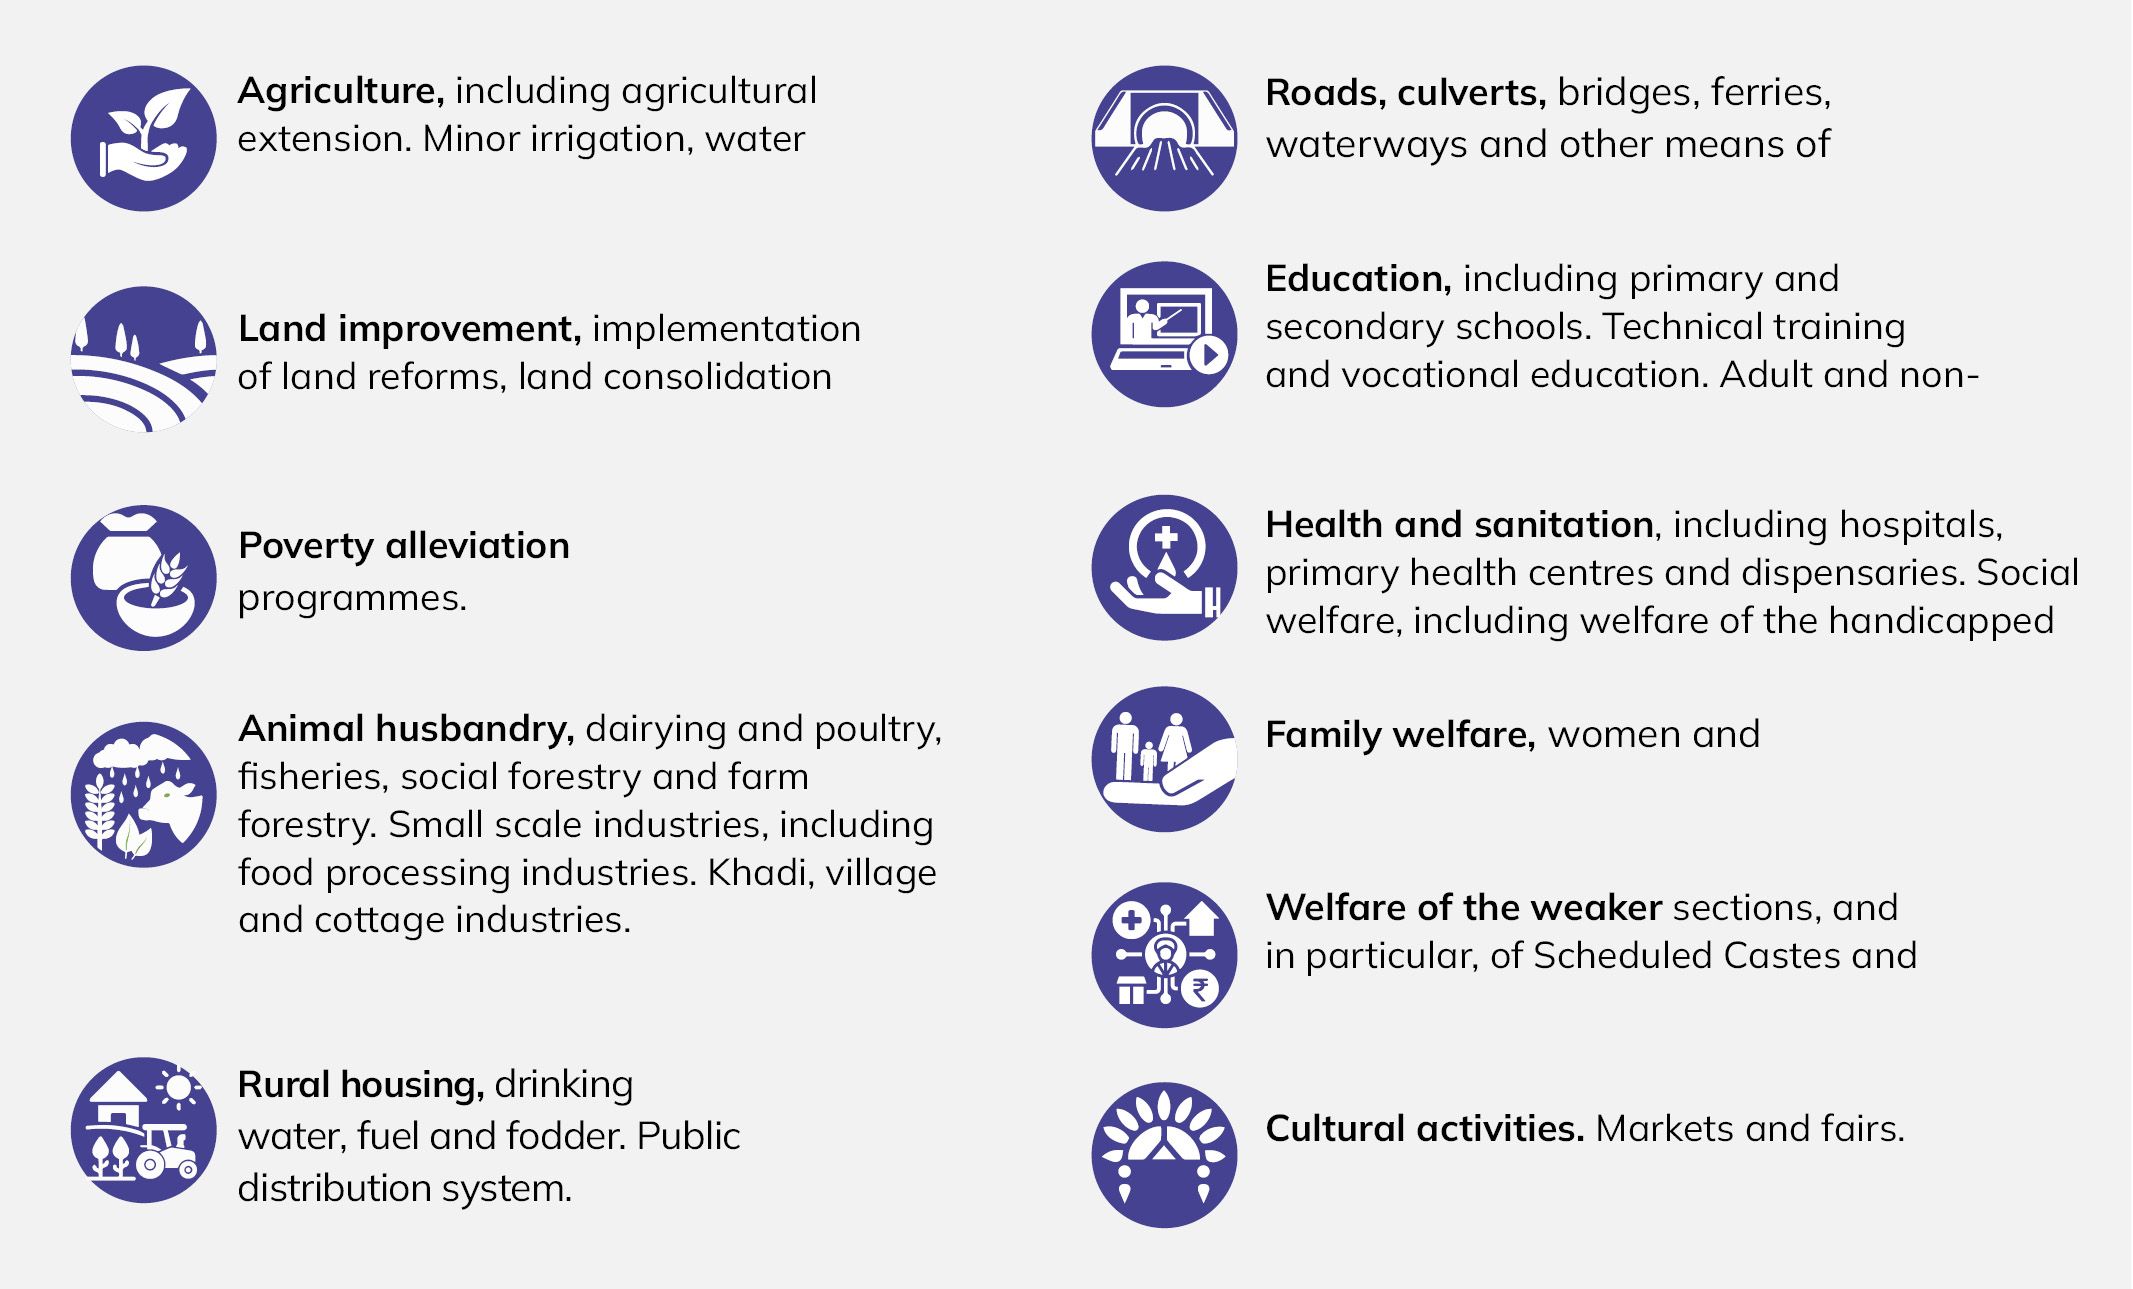 Agriculture, including agricultural
extension. Minor irrigation, water
Land improvement, implementation
of land reforms, land consolidation
Poverty alleviation
programmes.
Animal husbandry, dairying and poultry,
fisheries, social forestry and farm
forestry. Small scale industries, including
food processing industries. Khadi, village
and cottage industries.
Rural housing, drinking
water, fuel and fodder. Public
distribution system.
Roads, culverts, bridges, ferries,
waterways and other means of
Education, including primary and
secondary schools. Technical training
and vocational education. Adult and non-
Health and sanitation, including hospitals,
primary health centres and dispensaries. Social
welfare, including welfare of the handicapped
Family welfare, women and
Welfare of the weaker sections, and
in particular, of Scheduled Castes and
₹
Cultural activities. Markets and fairs.